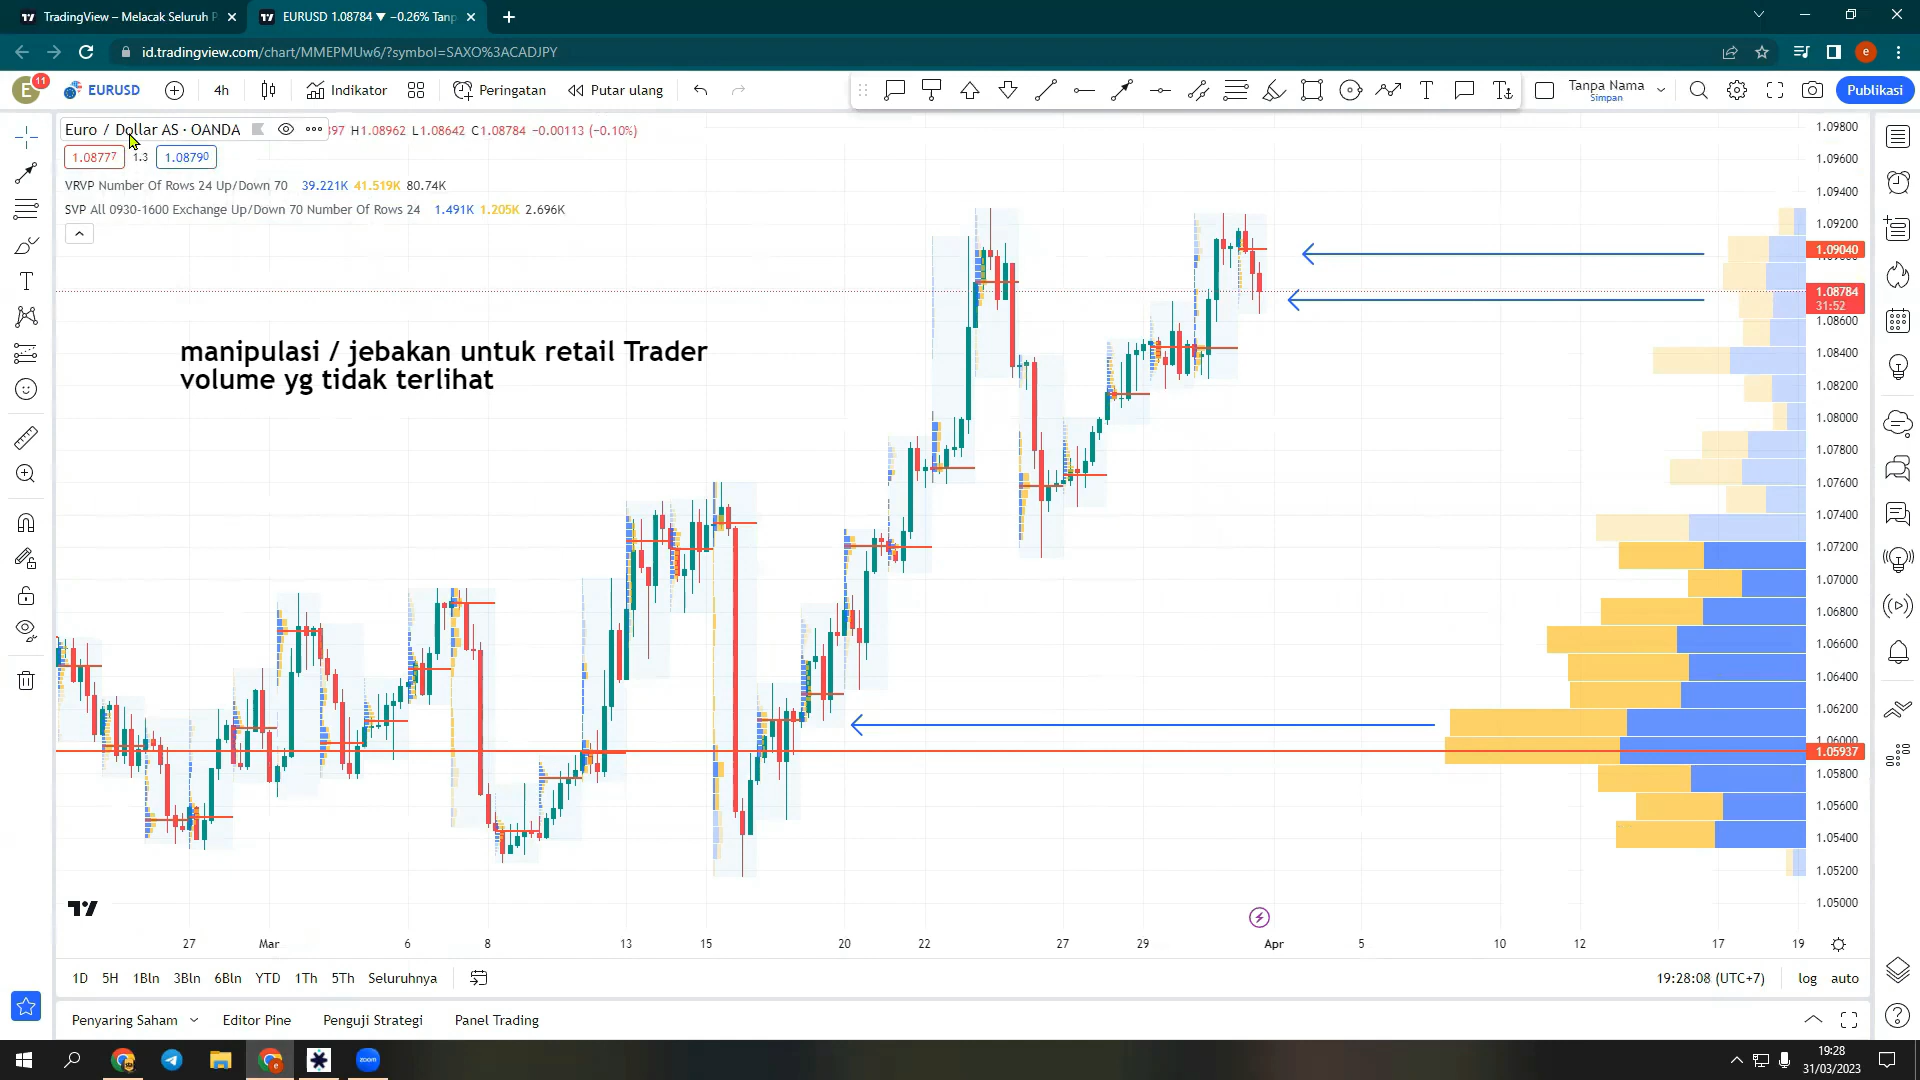 TradingView – Melacak Seluruh P
EURUSD 1.08784 ▼ −0.26% Tanp
id.tradingview.com/chart/MMEPMUw6/?symbol=SAXO%3ACADJPY
e
E
11
EURUSD
4h
Indikator
Peringatan
Putar ulang
Tanpa Nama
Simpan
Publikasi
Euro / Dollar AS · OANDA
897 H1.08962 L1.08642 C1.08784 −0.00113 (−0.10%)
1.08777 1.3 1.08790
VRVP Number Of Rows 24 Up/Down 70 39.221K 41.519K 80.74K
SVP All 0930-1600 Exchange Up/Down 70 Number Of Rows 24 1.491K 1.205K 2.696K
manipulasi / jebakan untuk retail Trader
volume yg tidak terlihat
1.09800
1.09600
1.09400
1.09200
1.09040
1.08784
31:52
1.08600
1.08400
1.08200
1.08000
1.07800
1.07600
1.07400
1.07200
1.07000
1.06800
1.06600
1.06400
1.06200
1.06000
1.05937
1.05800
1.05600
1.05400
1.05200
1.05000
27 Mar 6 8 13 15 20 22 27 29 Apr 5 10 12 17 19
1D 5H 1Bln 3Bln 6Bln YTD 1Th 5Th Seluruhnya
19:28:08 (UTC+7) log auto
Penyaring Saham Editor Pine Penguji Strategi Panel Trading
zoom
19:28
31/03/2023